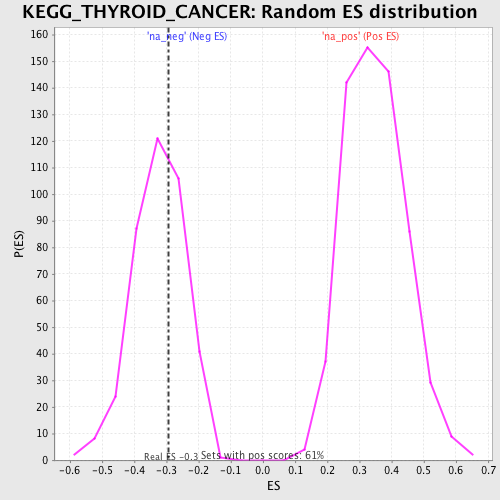 KEGG_THYROID_CANCER: Random ES distribution
'na_neg' (Neg ES)
'na_pos' (Pos ES)
160
150
140
130
120
110
100
90
80
70
60
50
40
30
20
10
0
P(ES)
Real ES -0.3
Sets with pos scores: 61%
-0.6 -0.5 -0.4 -0.3 -0.2 -0.1 0.0 0.1 0.2 0.3 0.4 0.5 0.6 0.7
ES